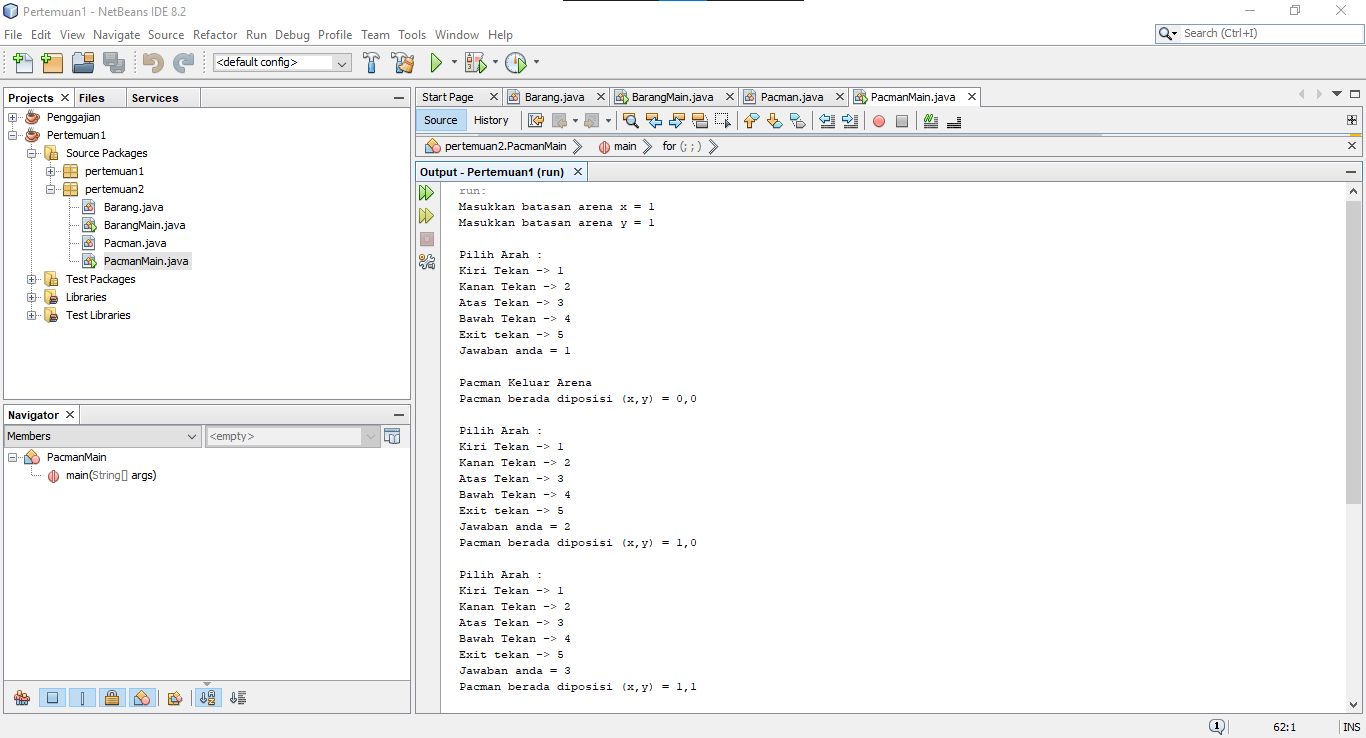 Pertemuan1 - NetBeans IDE 8.2
File Edit View Navigate Source Refactor Run Debug Profile Team Tools Window Help
Search (Ctrl+I)
<default config>
Projects Files Services
Penggajian
Pertemuan1
Source Packages
pertemuan1
pertemuan2
Barang.java
BarangMain.java
Pacman.java
PacmanMain.java
Test Packages
Libraries
Test Libraries
Navigator
Members
<empty>
PacmanMain
main(String[] args)
Start Page Barang.java BarangMain.java Pacman.java PacmanMain.java
Source History
pertemuan2.PacmanMain main for (; ; )
Output - Pertemuan1 (run)
run:
Masukkan batasan arena x = 1
Masukkan batasan arena y = 1
Pilih Arah :
Kiri Tekan -> 1
Kanan Tekan -> 2
Atas Tekan -> 3
Bawah Tekan -> 4
Exit tekan -> 5
Jawaban anda = 1
Pacman Keluar Arena
Pacman berada diposisi (x,y) = 0,0
Pilih Arah :
Kiri Tekan -> 1
Kanan Tekan -> 2
Atas Tekan -> 3
Bawah Tekan -> 4
Exit tekan -> 5
Jawaban anda = 2
Pacman berada diposisi (x,y) = 1,0
Pilih Arah :
Kiri Tekan -> 1
Kanan Tekan -> 2
Atas Tekan -> 3
Bawah Tekan -> 4
Exit tekan -> 5
Jawaban anda = 3
Pacman berada diposisi (x,y) = 1,1
1
62:1
INS